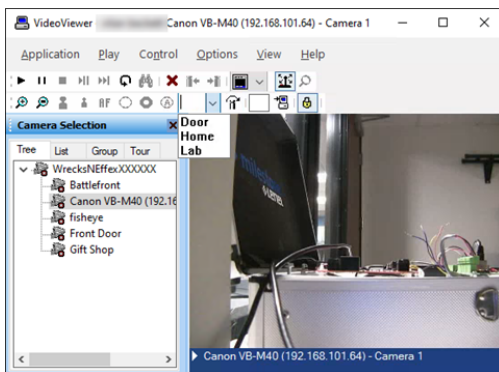 VideoViewer Canon VB-M40 (192.168.101.64) - Camera 1
Application Play Control Options View Help
AF
A
Camera Selection
Door
Home
Lab
Tree List Group Tour
WrecksNEffexXXXXXX
Battlefront
Canon VB-M40 (192.16
fisheye
Front Door
Gift Shop
Canon VB-M40 (192.168.101.64) - Camera 1